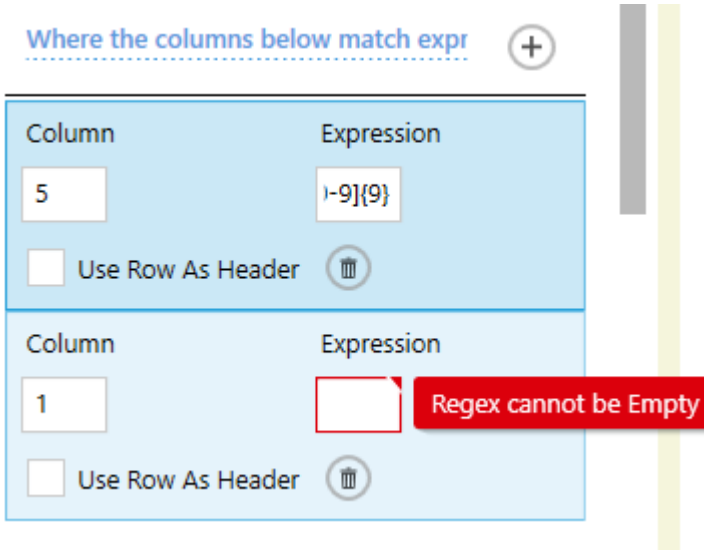 Where the columns below match expr
Column Expression
5 )-9]{9}
Use Row As Header
Column Expression
1
Regex cannot be Empty
Use Row As Header